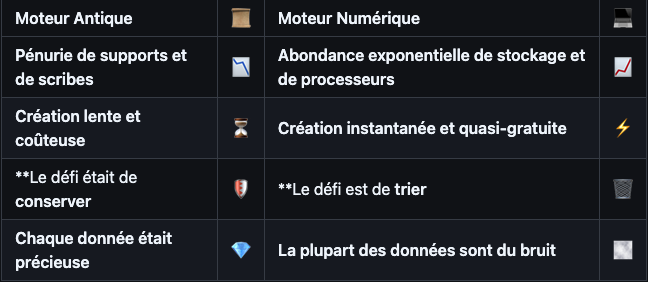 Moteur Antique 📜 Moteur Numérique 💻
Pénurie de supports et 📉 Abondance exponentielle de stockage et 📈
de scribes de processeurs
Création lente et ⏳ Création instantanée et quasi-gratuite ⚡
coûteuse
**Le défi était de 🛡️ **Le défi est de trier 🗑️
conserver
Chaque donnée était 💎 La plupart des données sont du bruit
précieuse